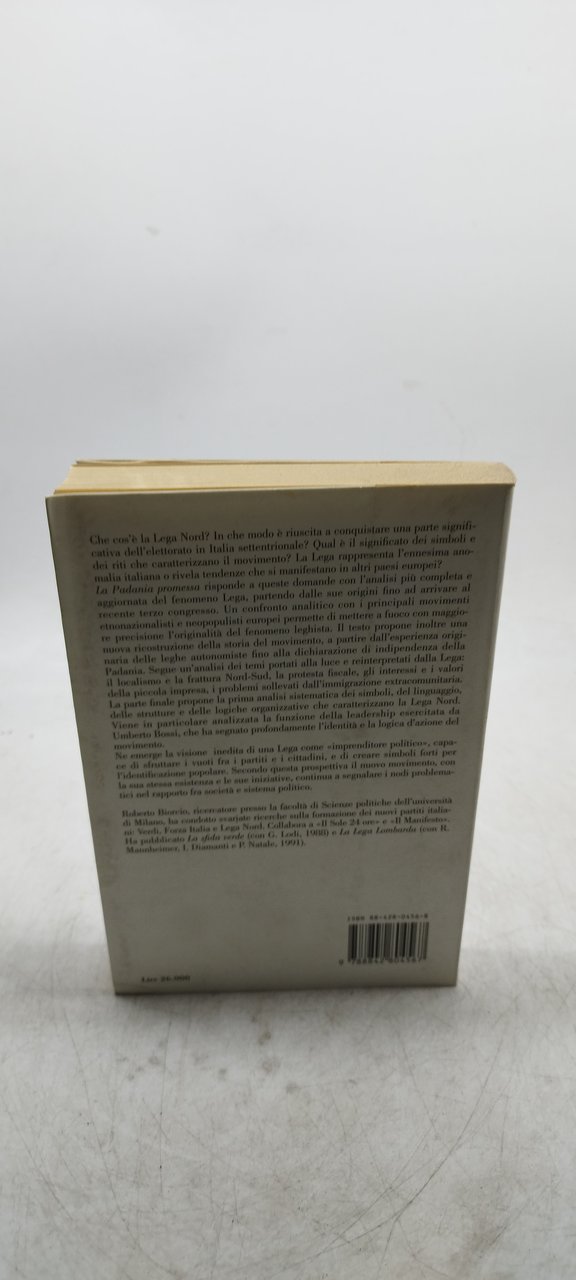 Che cos'è la Lega Nord? In che modo è riuscita a conquistare una parte signifi-
cativa dell'elettorato in Italia settentrionale? Qual è il significato dei simboli e
dei riti che caratterizzano il movimento? La Lega rappresenta l'ennesima ano-
malia italiana o rivela tendenze che si manifestano in altri paesi europei?
La Padania promessa risponde a queste domande con l'analisi più completa e
aggiornata del fenomeno Lega, partendo dalle sue origini fino ad arrivare al
recente terzo congresso. Un confronto analitico con i principali movimenti
etnonazionalisti e neopopulisti europei permette di mettere a fuoco con maggio-
re precisione l'originalità del fenomeno leghista. Il testo propone inoltre una
nuova ricostruzione della storia del movimento, a partire dall'esperienza origi-
naria delle leghe autonomiste fino alla dichiarazione di indipendenza della
Padania. Segue un'analisi dei temi portati alla luce e reinterpretati dalla Lega:
il localismo e la frattura Nord-Sud, la protesta fiscale, gli interessi e i valori
della piccola impresa, i problemi sollevati dall'immigrazione extracomunitaria.
La parte finale propone la prima analisi sistematica dei simboli, del linguaggio,
delle strutture e delle logiche organizzative che caratterizzano la Lega Nord.
Viene in particolare analizzata la funzione della leadership esercitata da
Umberto Bossi, che ha segnato profondamente l'identità e la logica d'azione del
movimento.
Ne emerge la visione inedita di una Lega come «imprenditore politico», capa-
ce di sfruttare i vuoti fra i partiti e i cittadini, e di creare simboli forti per
l'identificazione popolare. Secondo questa prospettiva il nuovo movimento, con
la sua stessa esistenza e le sue iniziative, continua a segnalare i nodi problema-
tici nel rapporto fra società e sistema politico.
Roberto Biorcio, ricercatore presso la facoltà di Scienze politiche dell'università
di Milano, ha condotto svariate ricerche sulla formazione dei nuovi partiti italia-
ni: Verdi, Forza Italia e Lega Nord. Collabora a «Il Sole 24 ore» e «Il Manifesto».
Ha pubblicato La sfida verde (con G. Lodi, 1988) e La Lega Lombarda (con R.
Mannheimer, I. Diamanti e P. Natale, 1991).
ISBN 88-428-0456-8
9 788842 804567
Lire 26.000